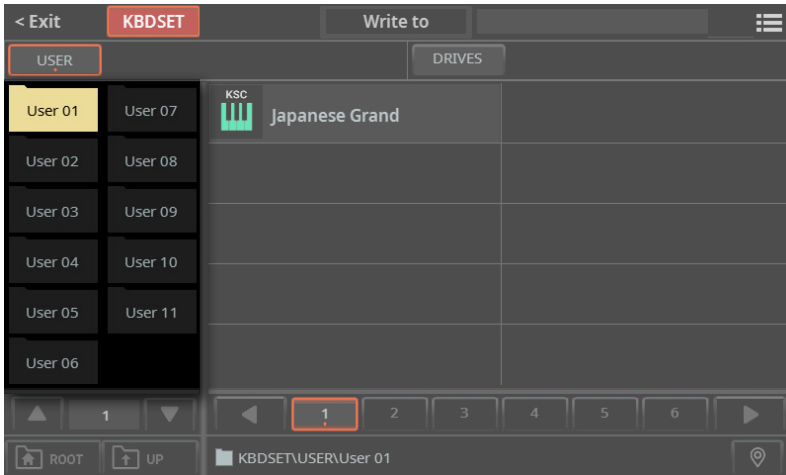 < Exit KBDSET Write to
USER DRIVES
User 01 User 07 KSC Japanese Grand
User 02 User 08
User 03 User 09
User 04 User 10
User 05 User 11
User 06
1 1 2 3 4 5 6
ROOT UP KBDSET\USER\User 01